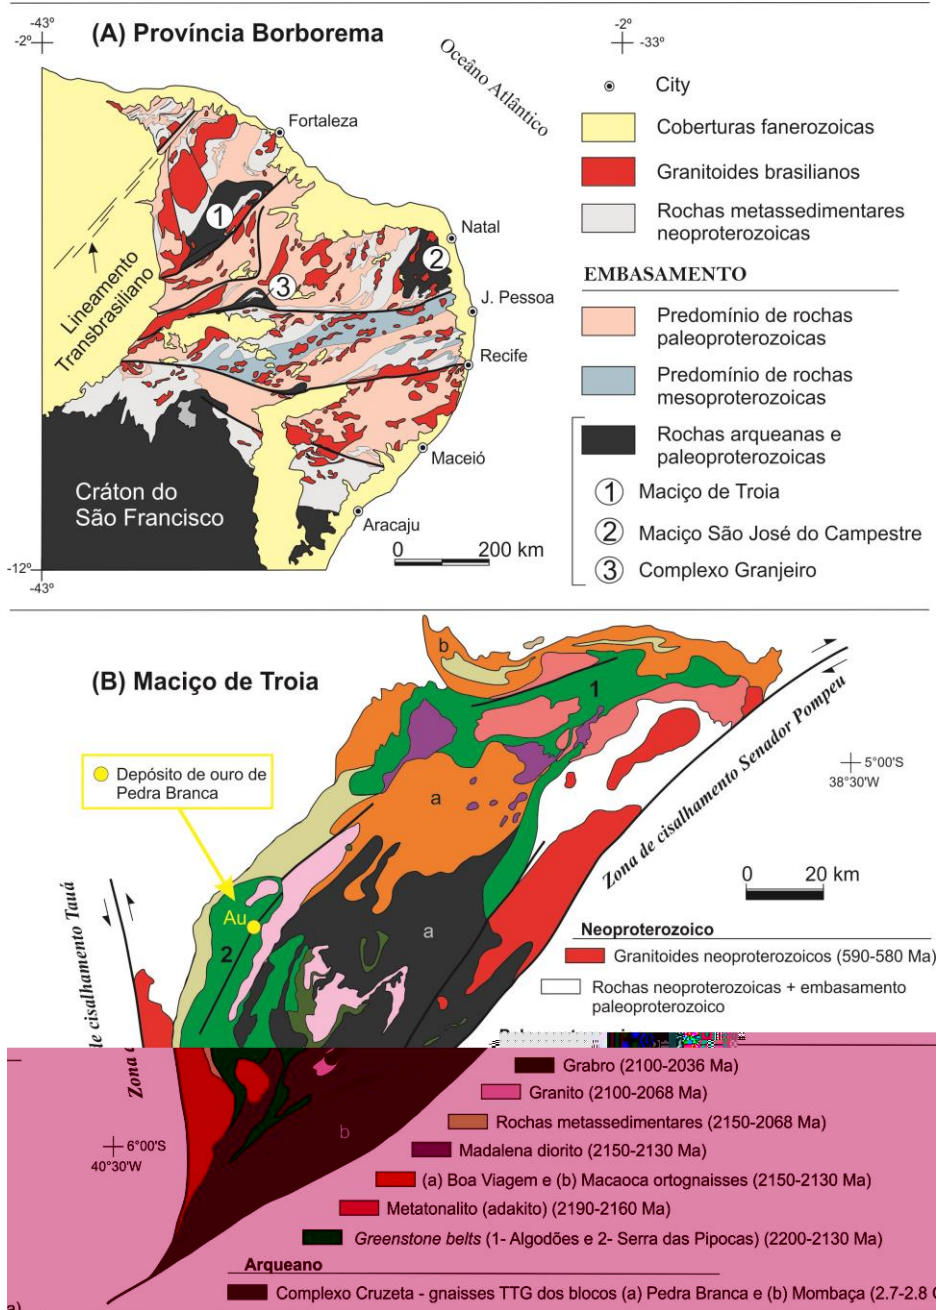 -43º
-2º
(A) Província Borborema
-2º
-33º
Oceâno Atlântico
Fortaleza
Natal
J. Pessoa
Recife
Maceió
Aracaju
Lineamento
Transbrasiliano
1
2
3
Cráton do
São Francisco
0 200 km
-12º
-43º
City
Coberturas fanerozoicas
Granitoides brasilianos
Rochas metassedimentares
neoproterozoicas
EMBASAMENTO
Predomínio de rochas
paleoproterozoicas
Predomínio de rochas
mesoproterozoicas
Rochas arqueanas e
paleoproterozoicas
1 Maciço de Troia
2 Maciço São José do Campestre
3 Complexo Granjeiro
(B) Maciço de Troia
Depósito de ouro de
Pedra Branca
b
1
a
a
Au
2
b
Zona de cisalhamento Senador Pompeu
5°00'S
38°30'W
0 20 km
de cisalhamento Tauá
Zona
6°00'S
40°30'W
Neoproterozoico
Granitoides neoproterozoicos (590-580 Ma)
Rochas neoproterozoicas + embasamento
paleoproterozoico
Grabro (2100-2036 Ma)
Granito (2100-2068 Ma)
Rochas metassedimentares (2150-2068 Ma)
Madalena diorito (2150-2130 Ma)
(a) Boa Viagem e (b) Macaoca ortognaisses (2150-2130 Ma)
Metatonalito (adakito) (2190-2160 Ma)
Greenstone belts (1- Algodões e 2- Serra das Pipocas) (2200-2130 Ma)
Arqueano
Complexo Cruzeta - gnaisses TTG dos blocos (a) Pedra Branca e (b) Mombaça (2.7-2.8